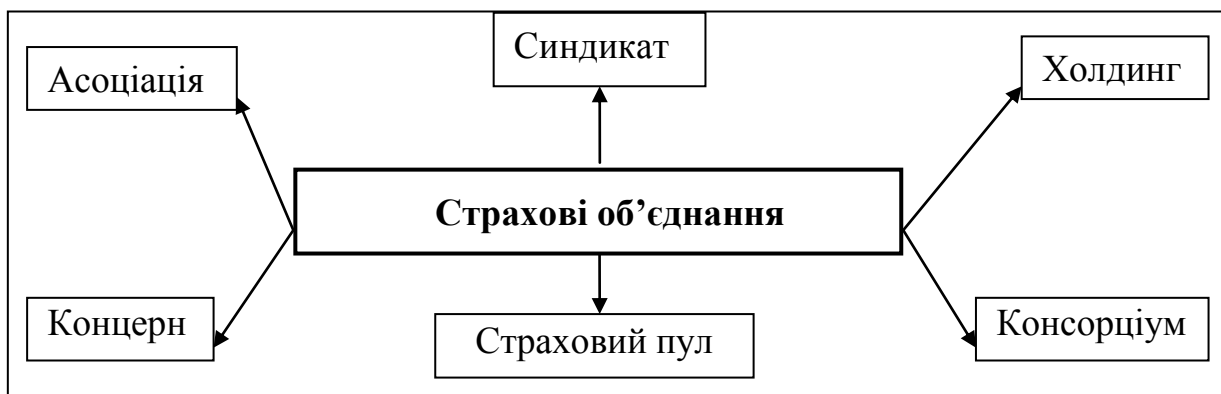 Синдикат
Асоціація
Холдинг
Страхові об’єднання
Концерн
Страховий пул
Консорціум